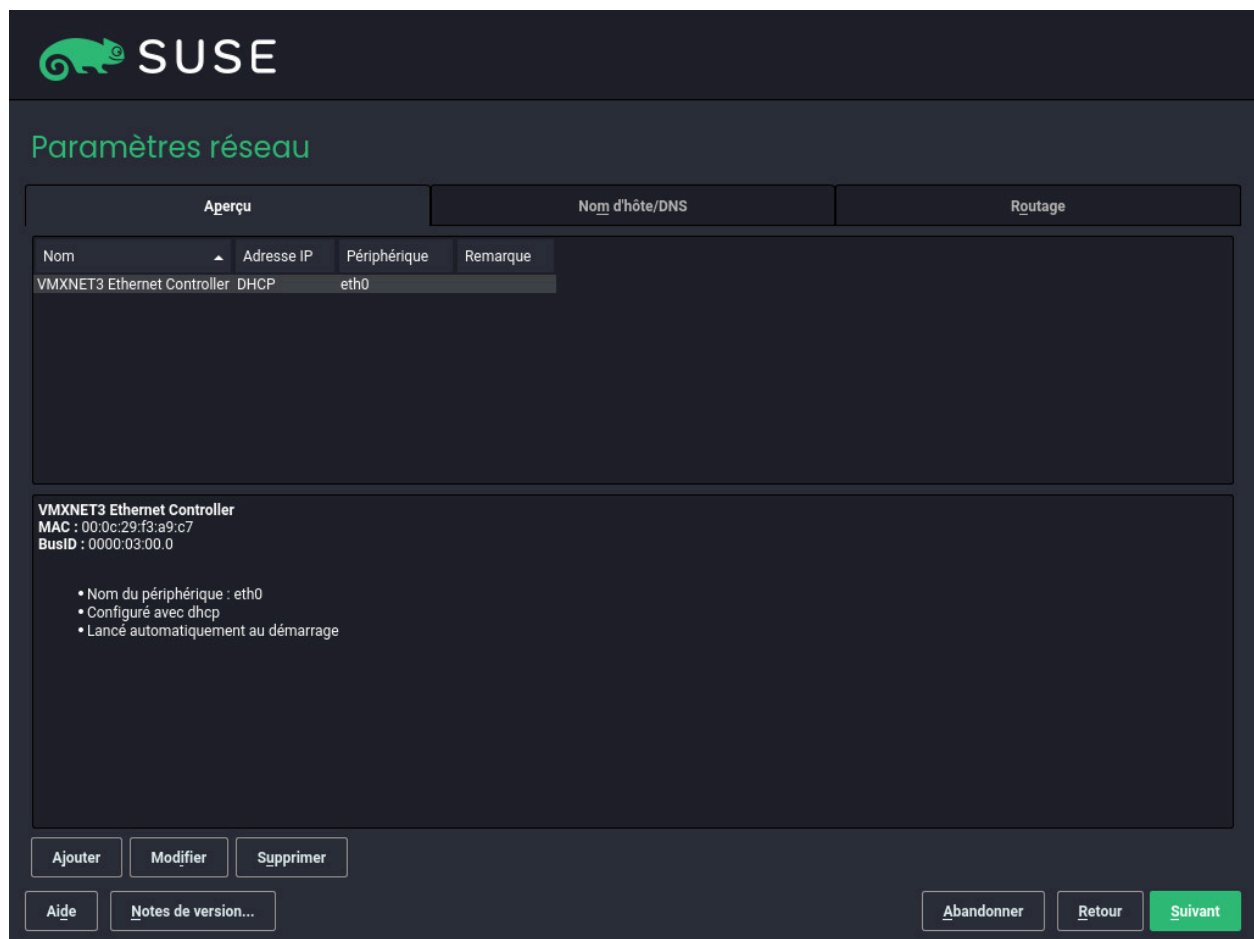 SUSE
Paramètres réseau
Aperçu Nom d'hôte/DNS Routage
Nom Adresse IP Périphérique Remarque
VMXNET3 Ethernet Controller DHCP eth0
VMXNET3 Ethernet Controller
MAC : 00:0c:29:f3:a9:c7
BusID : 0000:03:00.0
• Nom du périphérique : eth0
• Configuré avec dhcp
• Lancé automatiquement au démarrage
Ajouter Modifier Supprimer
Aide Notes de version... Abandonner Retour Suivant